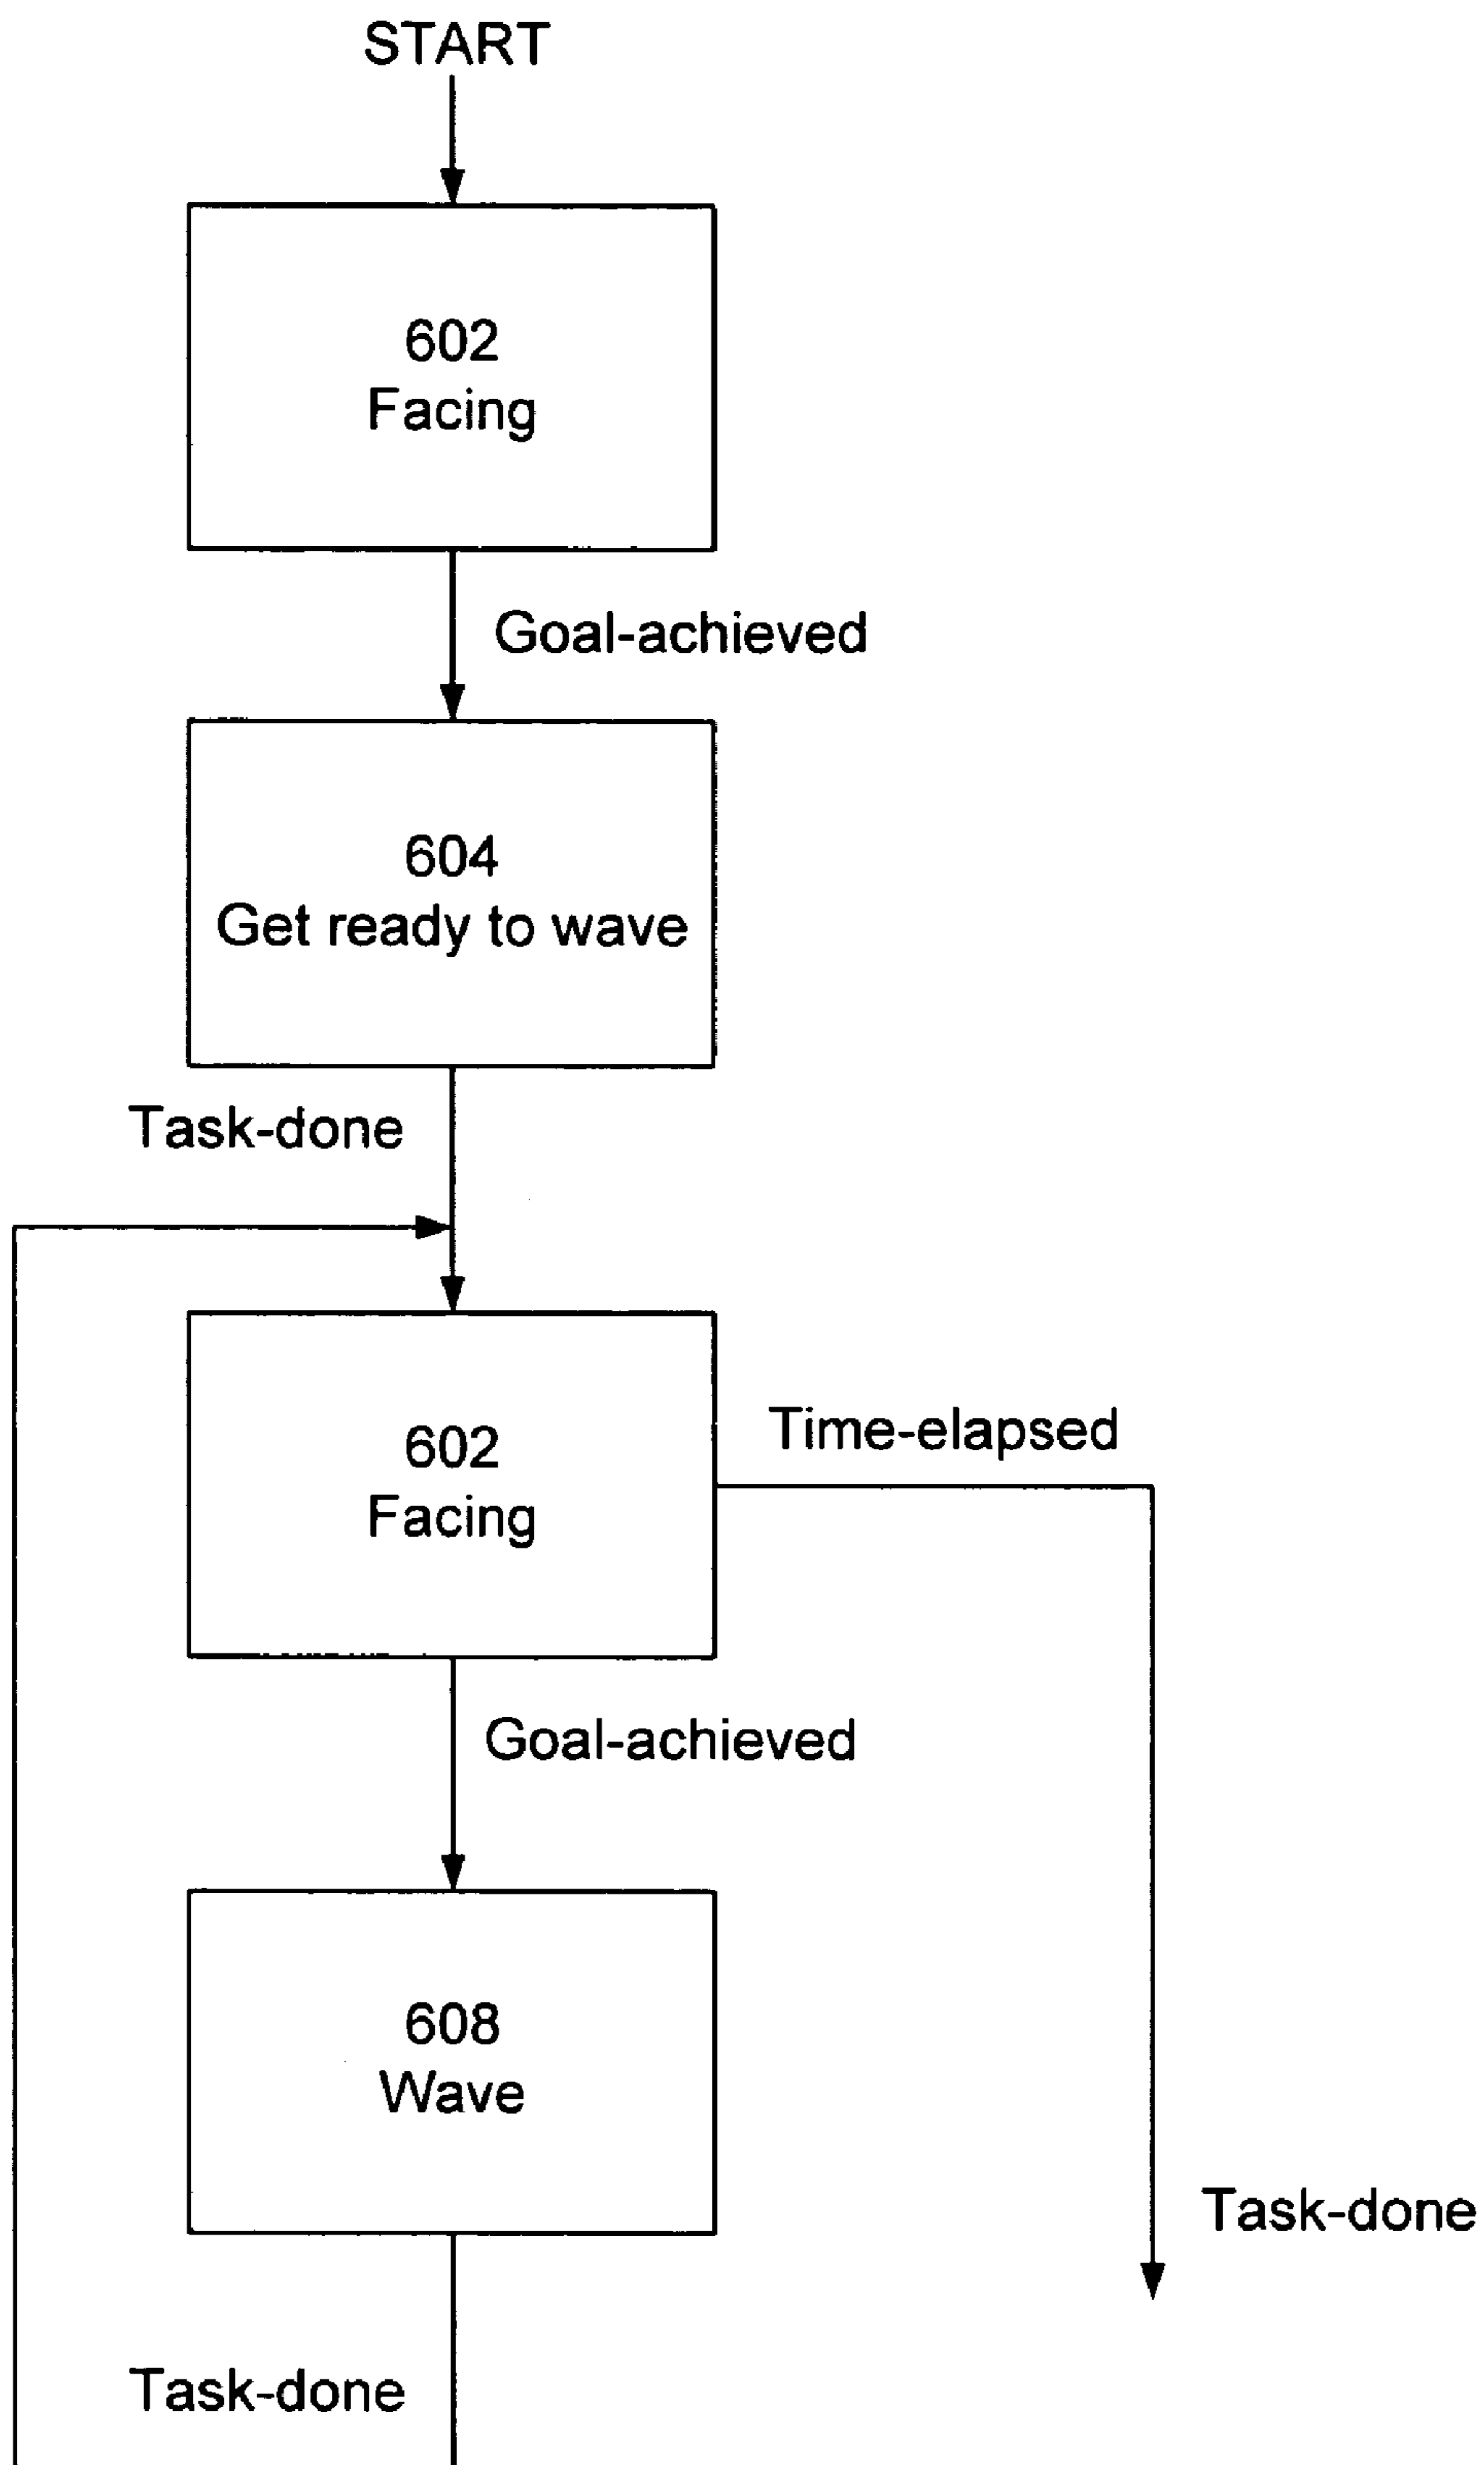 START
602
Facing
Goal-achieved
604
Get ready to wave
Task-done
602
Facing
Time-elapsed
Goal-achieved
608
Wave
Task-done
Task-done